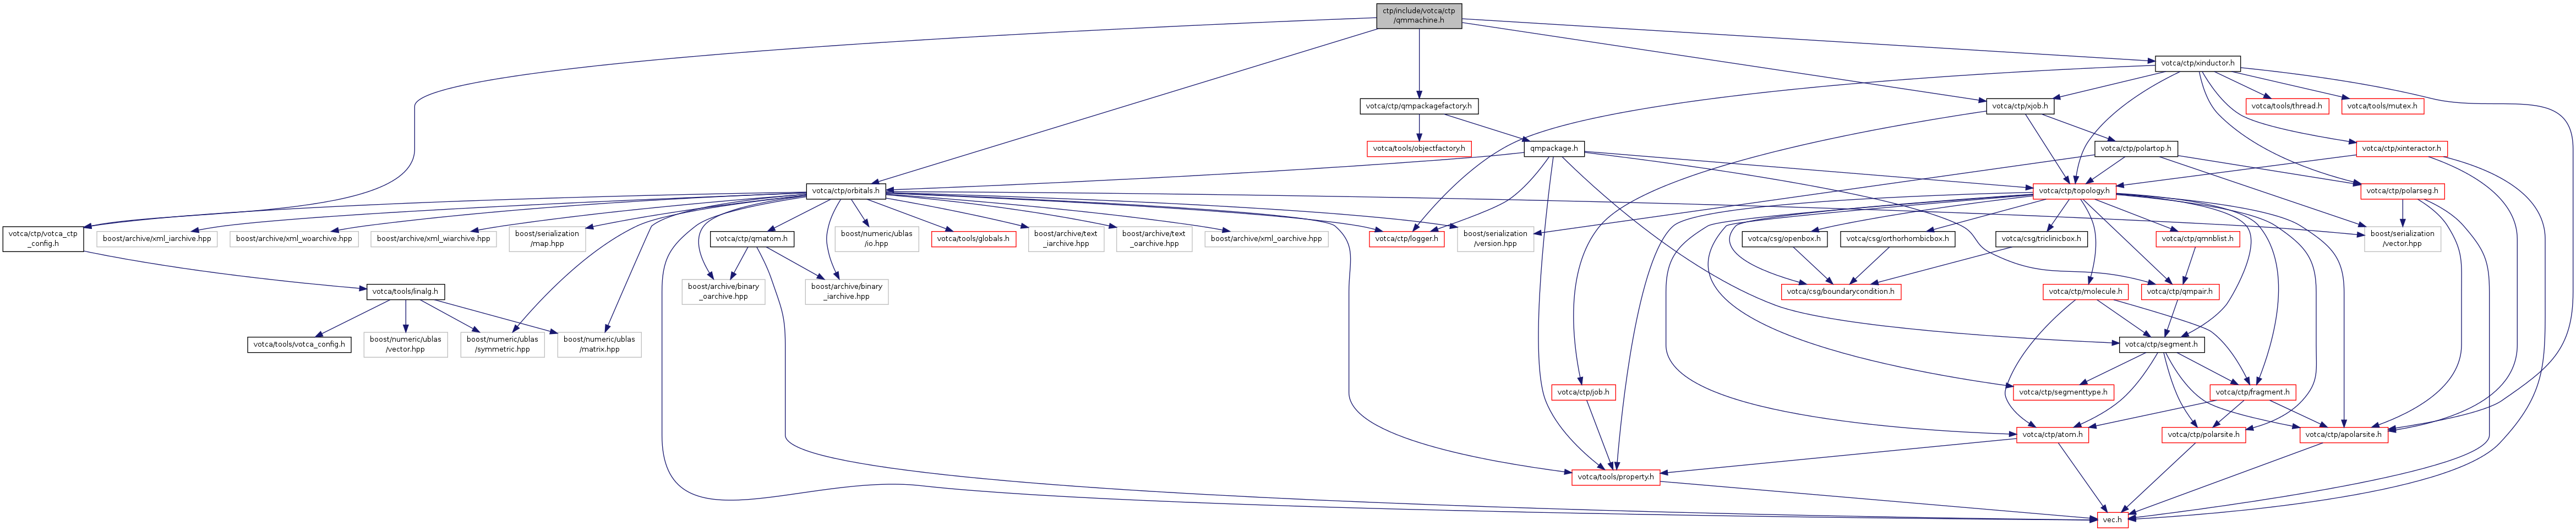 ctp/include/votca/ctp
/qmmachine.h
votca/ctp/xinductor.h
votca/ctp/qmpackagefactory.h
votca/ctp/xjob.h
votca/tools/thread.h
votca/tools/mutex.h
votca/tools/objectfactory.h
qmpackage.h
votca/ctp/polartop.h
votca/ctp/xinteractor.h
votca/ctp/orbitals.h
votca/ctp/topology.h
votca/ctp/polarseg.h
votca/ctp/votca_ctp
_config.h
boost/archive/xml_iarchive.hpp
boost/archive/xml_woarchive.hpp
boost/archive/xml_wiarchive.hpp
boost/serialization
/map.hpp
votca/ctp/qmatom.h
boost/numeric/ublas
/io.hpp
votca/tools/globals.h
boost/archive/text
_iarchive.hpp
boost/archive/text
_oarchive.hpp
boost/archive/xml_oarchive.hpp
votca/ctp/logger.h
boost/serialization
/version.hpp
votca/csg/openbox.h
votca/csg/orthorhombicbox.h
votca/csg/triclinicbox.h
votca/ctp/qmnblist.h
boost/serialization
/vector.hpp
votca/tools/linalg.h
boost/archive/binary
_oarchive.hpp
boost/archive/binary
_iarchive.hpp
votca/csg/boundarycondition.h
votca/ctp/molecule.h
votca/ctp/qmpair.h
votca/tools/votca_config.h
boost/numeric/ublas
/vector.hpp
boost/numeric/ublas
/symmetric.hpp
boost/numeric/ublas
/matrix.hpp
votca/ctp/segment.h
votca/ctp/job.h
votca/ctp/segmenttype.h
votca/ctp/fragment.h
votca/ctp/atom.h
votca/ctp/polarsite.h
votca/ctp/apolarsite.h
votca/tools/property.h
vec.h